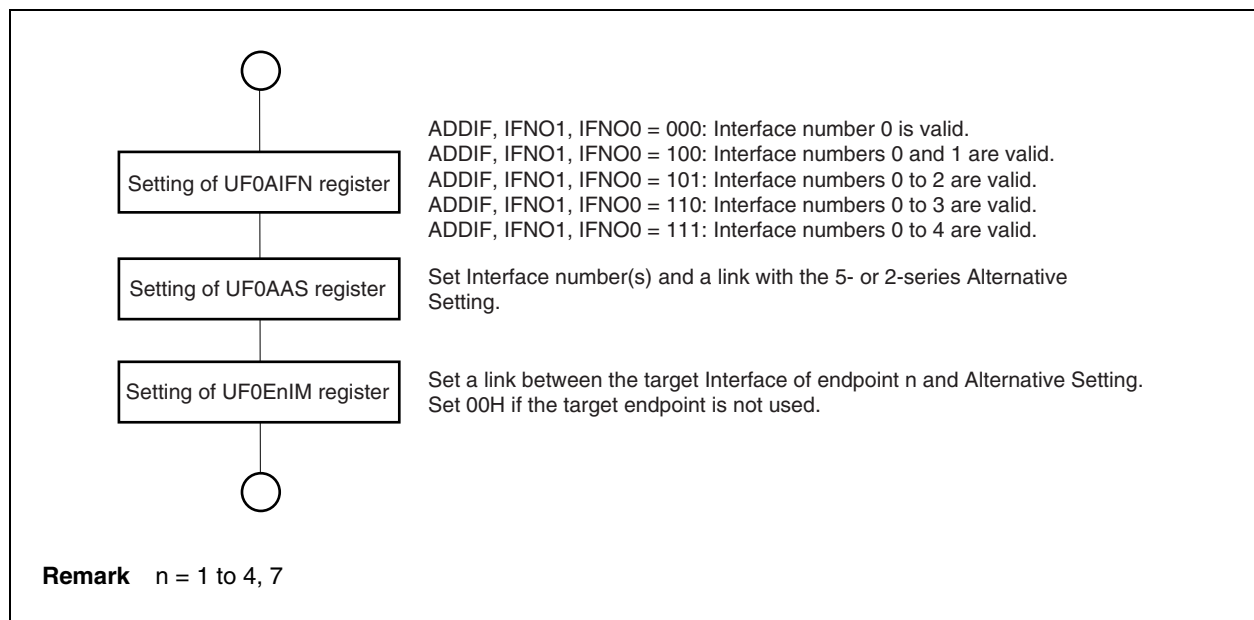 ADDIF, IFNO1, IFNO0 = 000: Interface number 0 is valid.
ADDIF, IFNO1, IFNO0 = 100: Interface numbers 0 and 1 are valid.
Setting of UF0AIFN register
ADDIF, IFNO1, IFNO0 = 101: Interface numbers 0 to 2 are valid.
ADDIF, IFNO1, IFNO0 = 110: Interface numbers 0 to 3 are valid.
ADDIF, IFNO1, IFNO0 = 111: Interface numbers 0 to 4 are valid.
Setting of UF0AAS register
Set Interface number(s) and a link with the 5- or 2-series Alternative
Setting.
Setting of UF0EnIM register
Set a link between the target Interface of endpoint n and Alternative Setting.
Set 00H if the target endpoint is not used.
Remark n = 1 to 4, 7